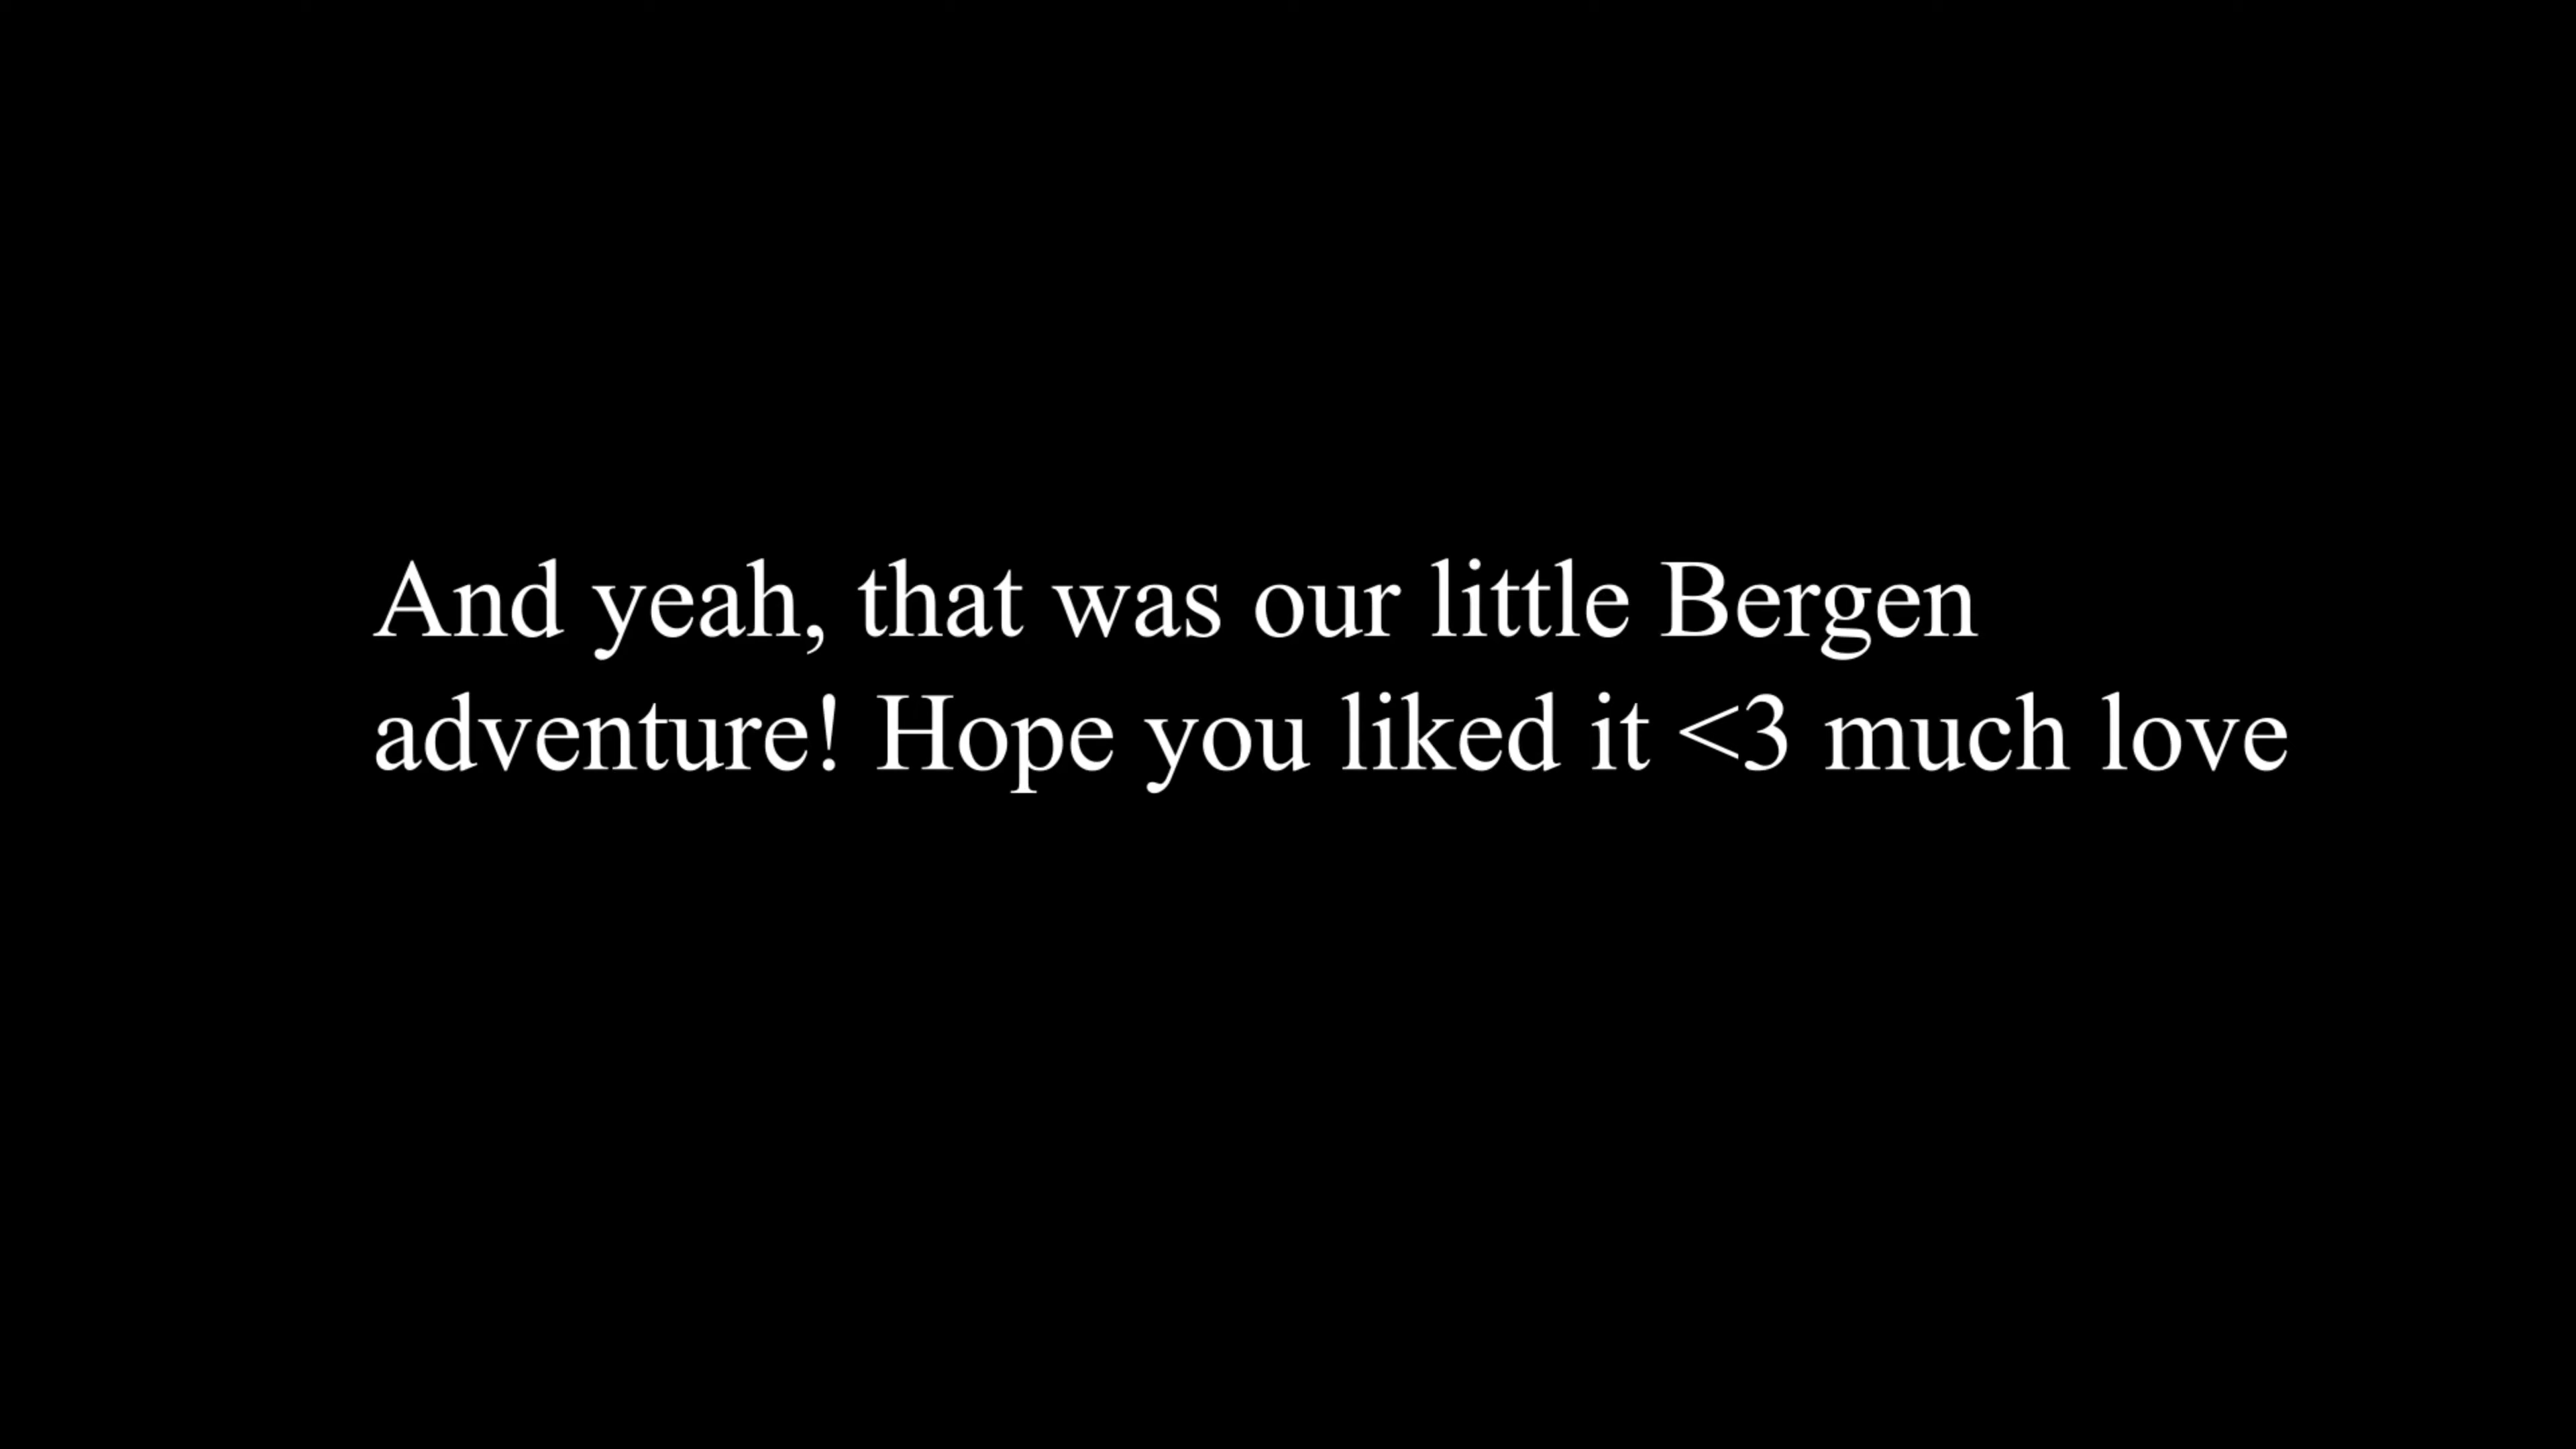 And yeah, that was our little Bergen
adventure! Hope you liked it <3 much love